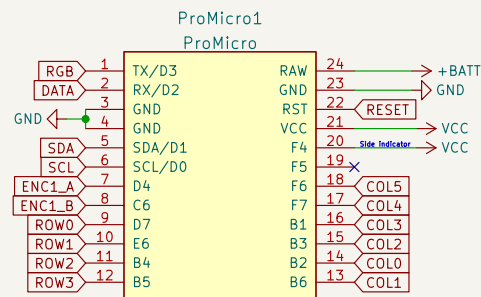 ProMicro1
ProMicro
RGB 1 TX/D3 RAW 24 +BATT
DATA 2 RX/D2 GND 23 GND
3 GND RST 22 RESET
GND 4 GND VCC 21 VCC
SDA 5 SDA/D1 F4 20 Side indicator VCC
SCL 6 SCL/D0 F5 19
ENC1_A 7 D4 F6 18 COL5
ENC1_B 8 C6 F7 17 COL4
ROW0 9 D7 B1 16 COL3
ROW1 10 E6 B3 15 COL2
ROW2 11 B4 B2 14 COL0
ROW3 12 B5 B6 13 COL1